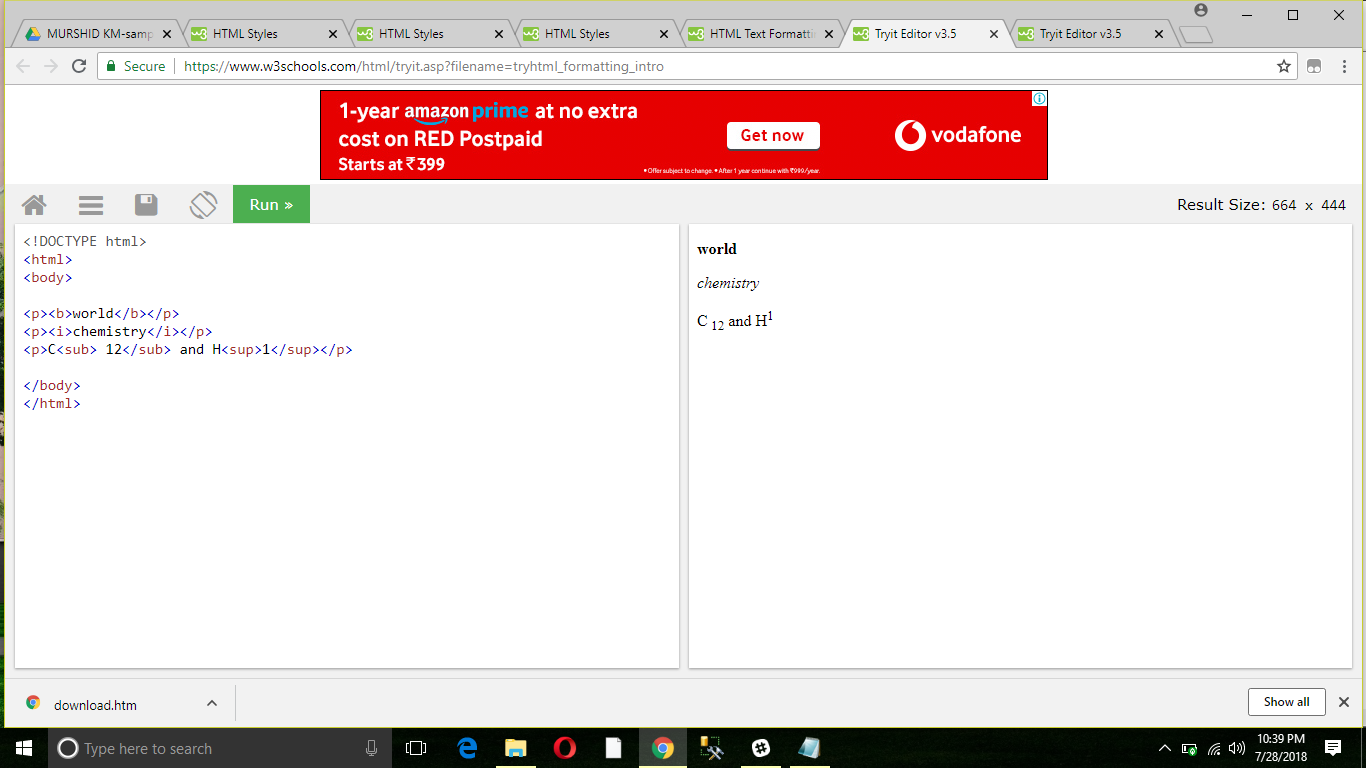 MURSHID KM-samp
HTML Styles
HTML Styles
HTML Styles
HTML Text Formatti
Tryit Editor v3.5
Tryit Editor v3.5
Secure
https://www.w3schools.com/html/tryit.asp?filename=tryhtml_formatting_intro
1-year amazon prime at no extra
cost on RED Postpaid
Starts at ₹399
Get now
*Offer subject to change. *After 1 year continue with ₹999/year.
vodafone
Run »
Result Size: 664 x 444
<!DOCTYPE html>
<html>
<body>
<p><b>world</b></p>
<p><i>chemistry</i></p>
<p>C<sub> 12</sub> and H<sup>1</sup></p>
</body>
</html>
world
chemistry
C 12 and H1
download.htm
Show all
Type here to search
10:39 PM
7/28/2018